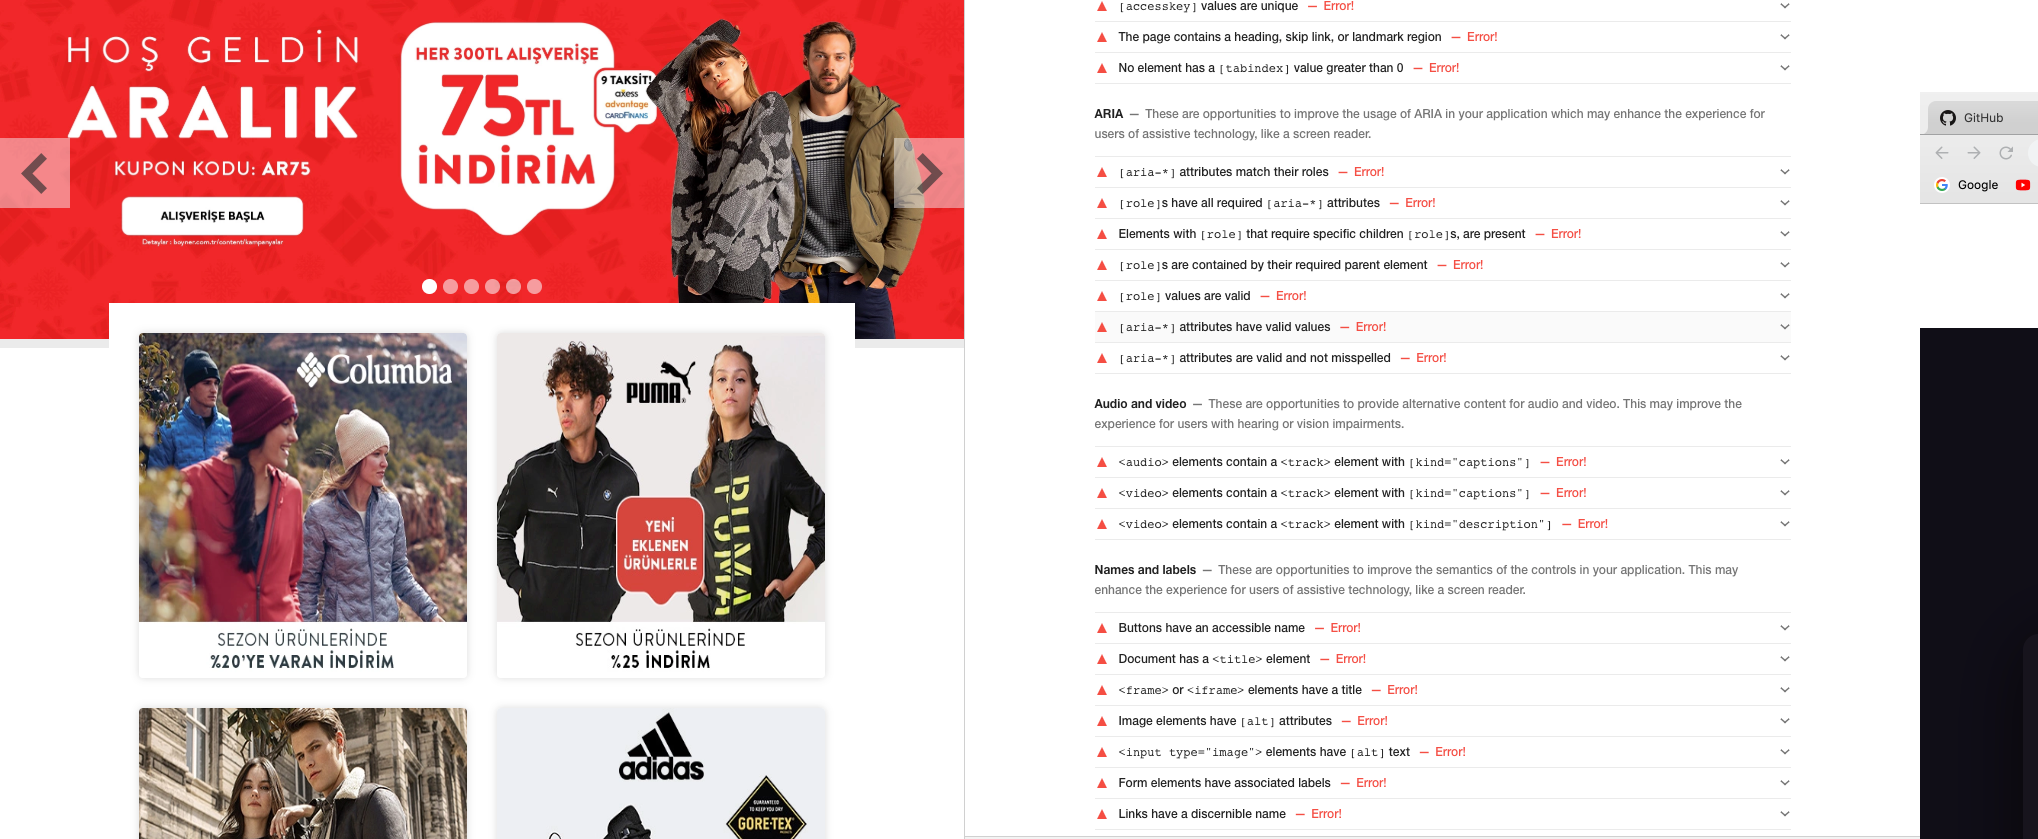 HOŞ GELDİN
ARALIK
KUPON KODU: AR75
ALIŞVERİŞE BAŞLA
Detaylar : boyner.com.tr/content/kampanyalar
HER 300TL ALIŞVERİŞE
75TL
İNDİRİM
9 TAKSİT!
axess
advantage
CARDFINANS
Columbia
SEZON ÜRÜNLERİNDE
%20'YE VARAN İNDİRİM
PUMA
PUMA
YENİ
EKLENEN
ÜRÜNLERLE
SEZON ÜRÜNLERİNDE
%25 İNDİRİM
adidas
GUARANTEED
TO KEEP YOU DRY
GORE-TEX
[accesskey] values are unique — Error!
The page contains a heading, skip link, or landmark region — Error!
No element has a [tabindex] value greater than 0 — Error!
ARIA — These are opportunities to improve the usage of ARIA in your application which may enhance the experience for
users of assistive technology, like a screen reader.
[aria-*] attributes match their roles — Error!
[role]s have all required [aria-*] attributes — Error!
Elements with [role] that require specific children [role]s, are present — Error!
[role]s are contained by their required parent element — Error!
[role] values are valid — Error!
[aria-*] attributes have valid values — Error!
[aria-*] attributes are valid and not misspelled — Error!
Audio and video — These are opportunities to provide alternative content for audio and video. This may improve the
experience for users with hearing or vision impairments.
<audio> elements contain a <track> element with [kind="captions"] — Error!
<video> elements contain a <track> element with [kind="captions"] — Error!
<video> elements contain a <track> element with [kind="description"] — Error!
Names and labels — These are opportunities to improve the semantics of the controls in your application. This may
enhance the experience for users of assistive technology, like a screen reader.
Buttons have an accessible name — Error!
Document has a <title> element — Error!
<frame> or <iframe> elements have a title — Error!
Image elements have [alt] attributes — Error!
<input type="image"> elements have [alt] text — Error!
Form elements have associated labels — Error!
Links have a discernible name — Error!
GitHub
Google